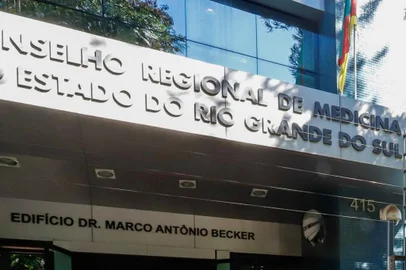 NSELHO REGIONAL DE MEDICINA
ESTADO DO RIO GRANDE DO SUL
415
EDIFÍCIO DR. MARCO ANTÔNIO BECKER